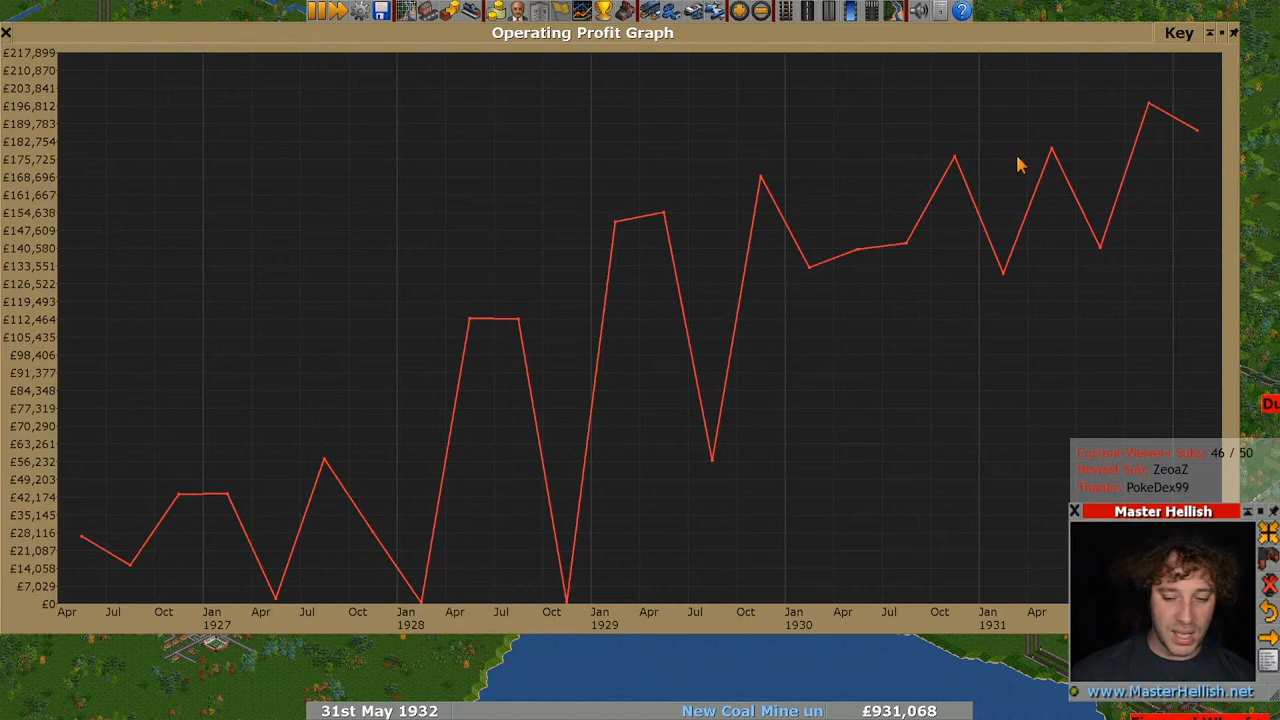 Operating Profit Graph
Key
£217,899
£210,870
£203,841
£196,812
£189,783
£182,754
£175,725
£168,696
£161,667
£154,638
£147,609
£140,580
£133,551
£126,522
£119,493
£112,464
£105,435
£98,406
£91,377
£84,348
£77,319
£70,290
£63,261
£56,232
£49,203
£42,174
£35,145
£28,116
£21,087
£14,058
£7,029
£0
Apr Jul Oct Jan Apr Jul Oct Jan Apr Jul Oct Jan Apr Jul Oct Jan Apr Jul Oct Jan Apr
1927 1928 1929 1930 1931
Du
Current Viewer- Subs: 46 / 50
Newest Sub: ZeoaZ
Thanks: PokeDex99
Master Hellish
www.MasterHellish.net
31st May 1932
New Coal Mine un
£931,068